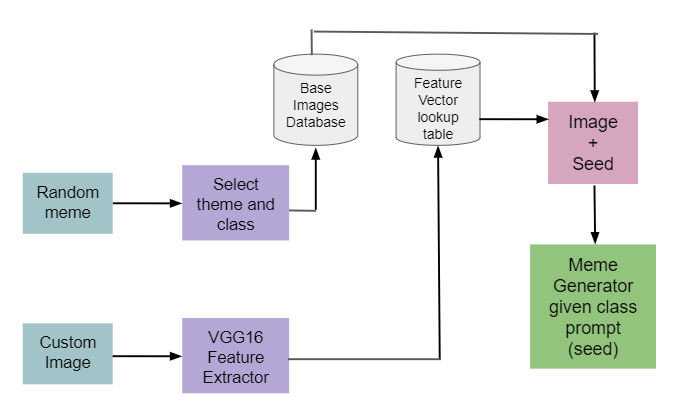 Base
Images
Database
Feature
Vector
lookup
table
Image
+
Seed
Random
meme
Select
theme and
class
Meme
Generator
given class
prompt
(seed)
Custom
Image
VGG16
Feature
Extractor